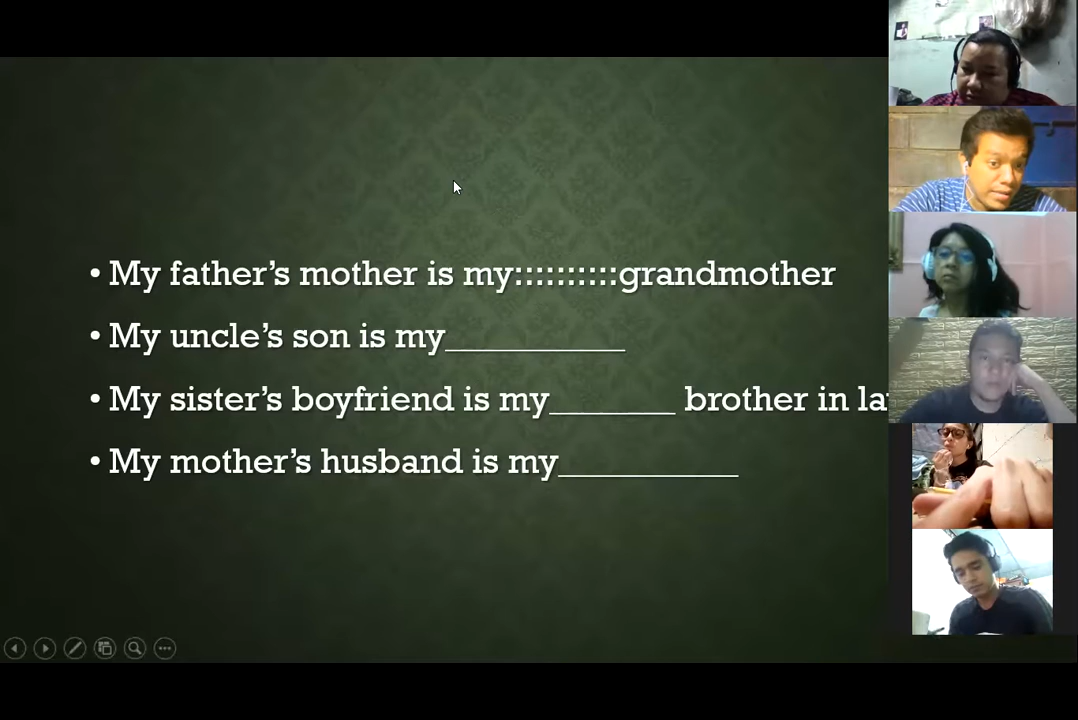 • My father’s mother is my::::::::::grandmother
• My uncle’s son is my___________
• My sister’s boyfriend is my________ brother in la
• My mother’s husband is my___________